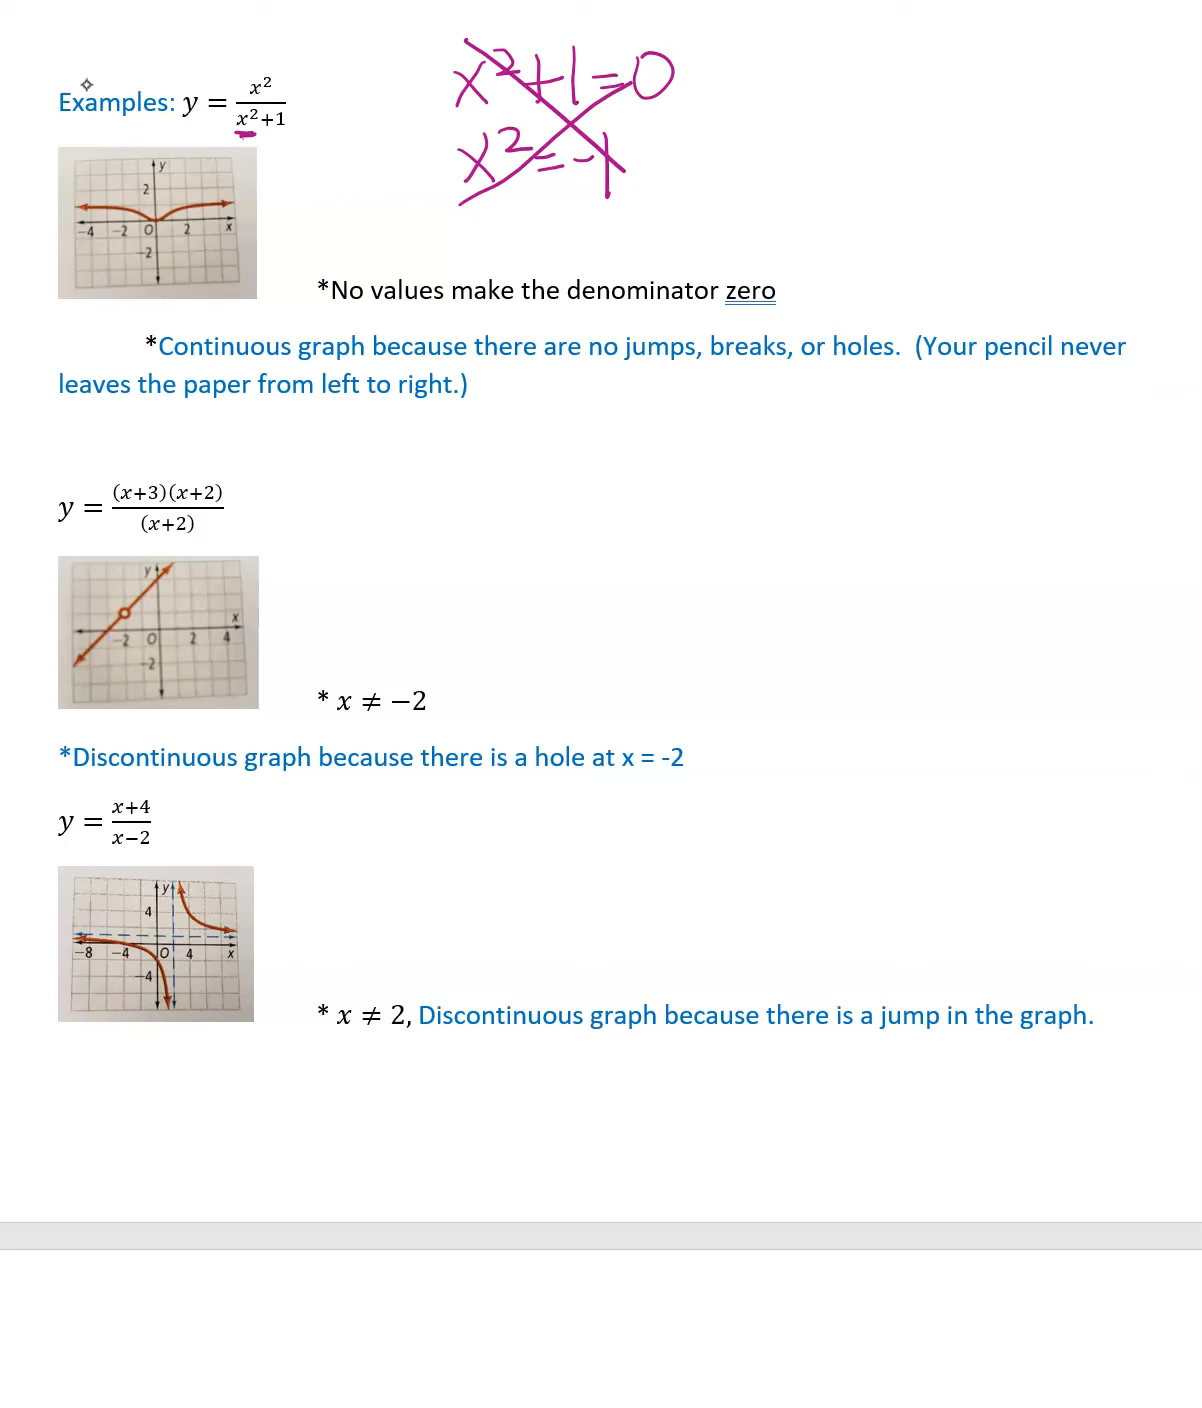 x²+1=0
x²=-1
Examples: y = x²/(x²+1)
y
2
-4 -2 O 2 x
-2
*No values make the denominator zero
*Continuous graph because there are no jumps, breaks, or holes. (Your pencil never
leaves the paper from left to right.)
y = (x+3)(x+2)/(x+2)
y
x
-2 O 2 4
-2
* x ≠ −2
*Discontinuous graph because there is a hole at x = -2
y = (x+4)/(x−2)
y
4
-8 -4 O 4 x
-4
* x ≠ 2, Discontinuous graph because there is a jump in the graph.